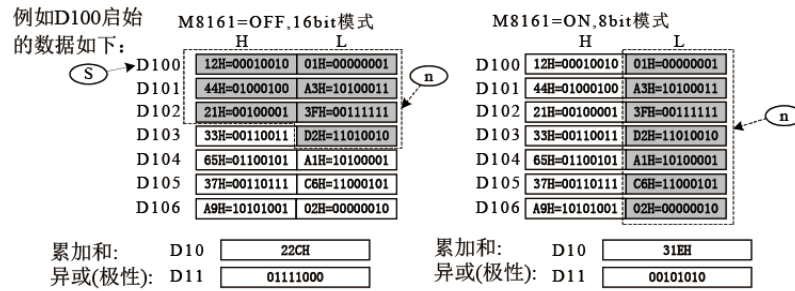 例如D100启始
的数据如下：
M8161=OFF,16bit模式
H L
S
D100 12H=00010010 01H=00000001
D101 44H=01000100 A3H=10100011
D102 21H=00100001 3FH=00111111
D103 33H=00110011 D2H=11010010
D104 65H=01100101 A1H=10100001
D105 37H=00110111 C6H=11000101
D106 A9H=10101001 02H=00000010
n
累加和: D10 22CH
异或(极性): D11 01111000
M8161=ON,8bit模式
H L
D100 12H=00010010 01H=00000001
D101 44H=01000100 A3H=10100011
D102 21H=00100001 3FH=00111111
D103 33H=00110011 D2H=11010010
D104 65H=01100101 A1H=10100001
D105 37H=00110111 C6H=11000101
D106 A9H=10101001 02H=00000010
n
累加和: D10 31EH
异或(极性): D11 00101010